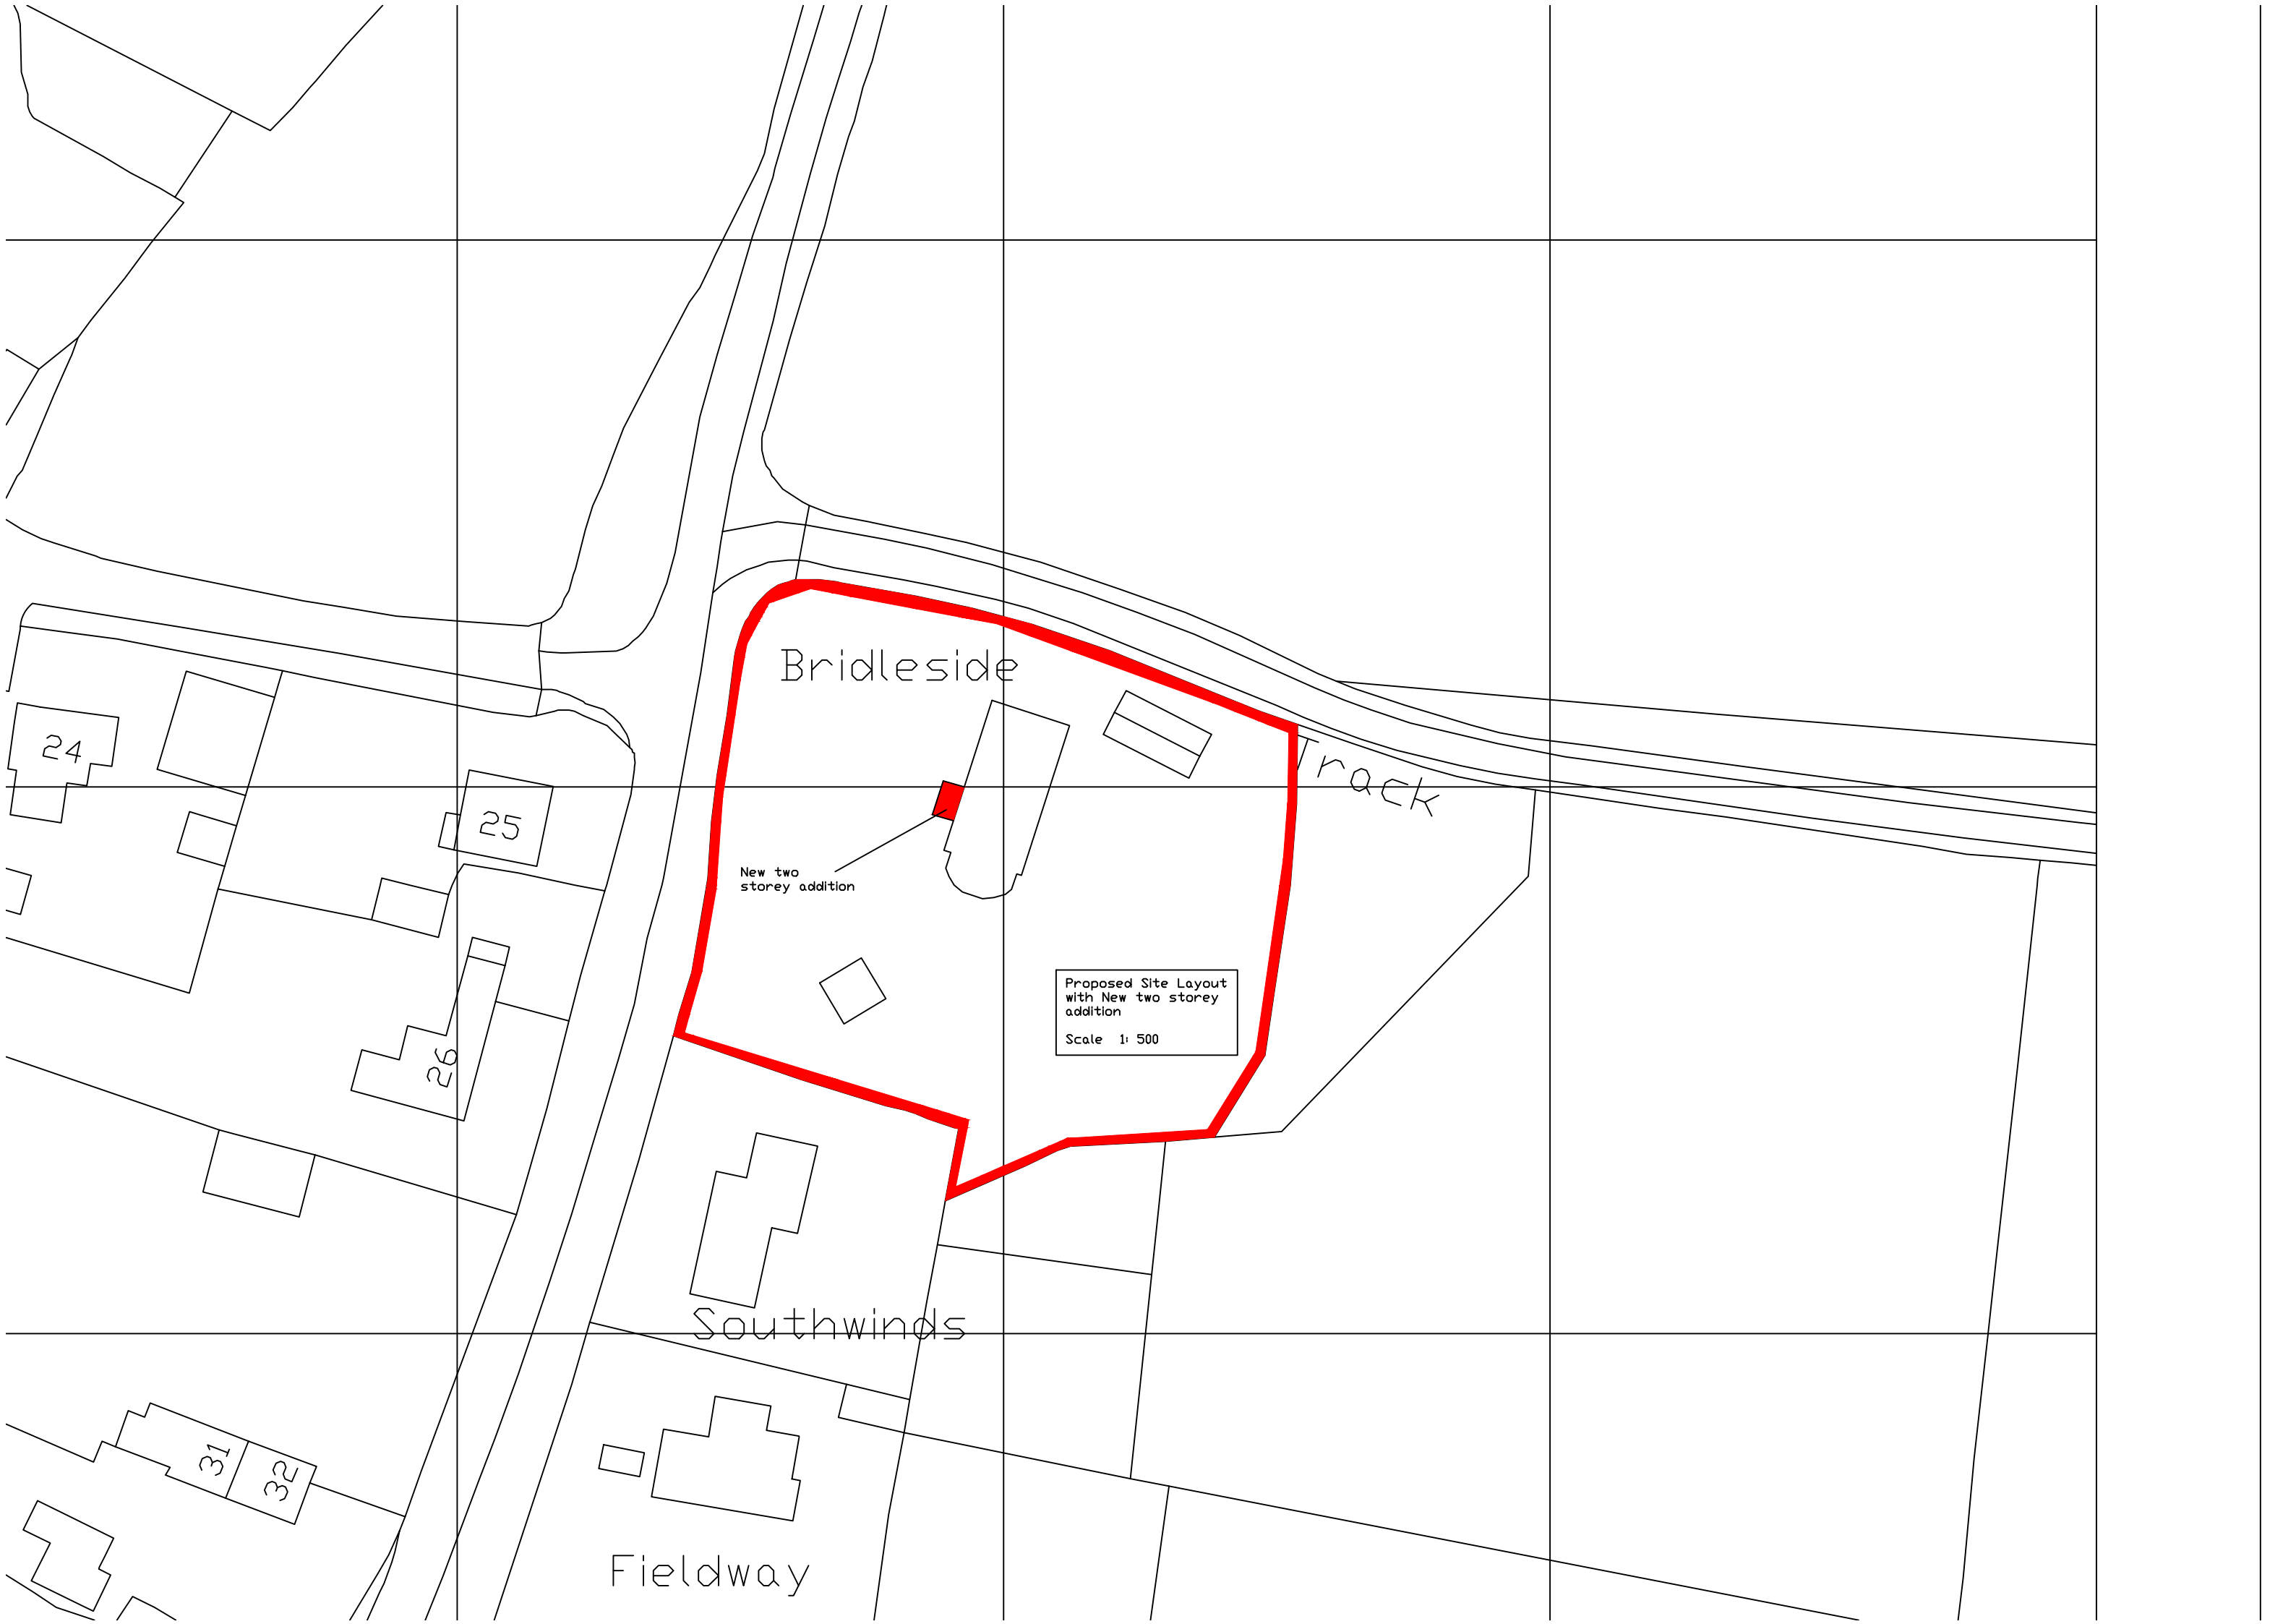 Bridleside
24
Track
25
New two
storey addition
Proposed Site Layout
with New two storey
addition
Scale 1: 500
26
Southwinds
31
32
Fieldway